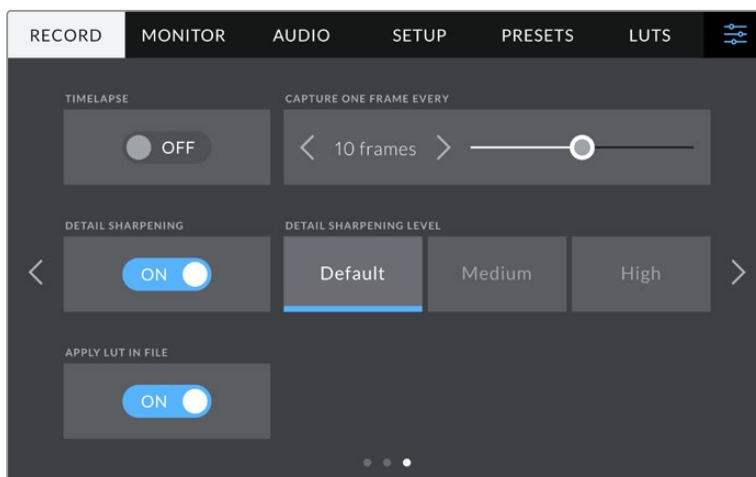 RECORD MONITOR AUDIO SETUP PRESETS LUTS
TIMELAPSE CAPTURE ONE FRAME EVERY
OFF 10 frames
DETAIL SHARPENING DETAIL SHARPENING LEVEL
ON Default Medium High
APPLY LUT IN FILE
ON